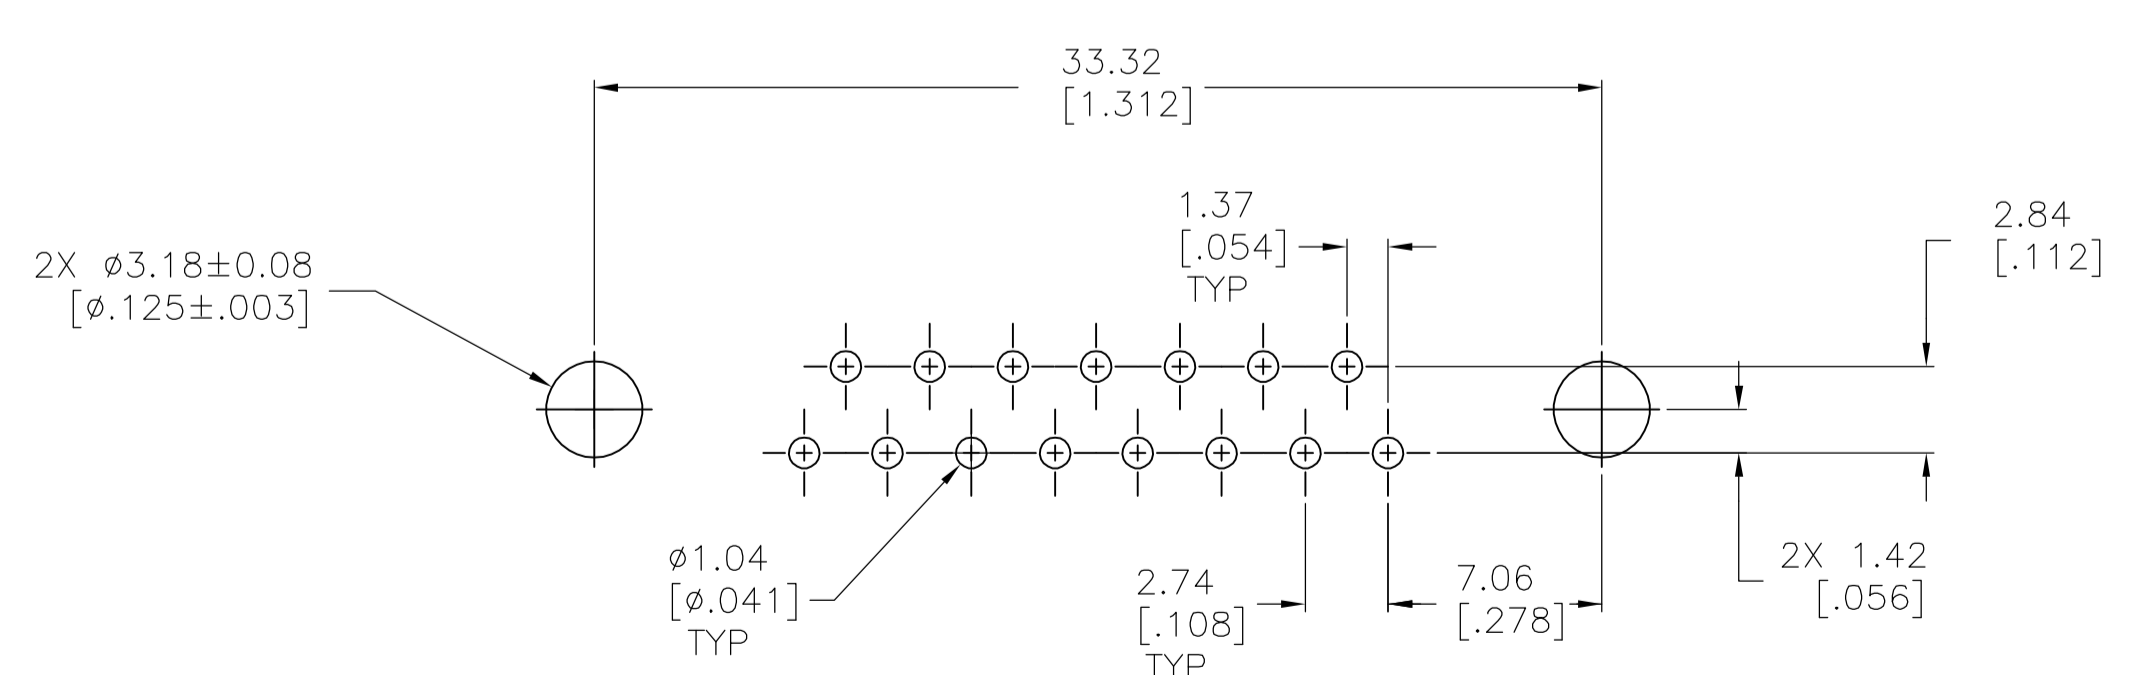 33.32
[1.312]
1.37
[.054]
TYP
2.84
[.112]
2X ø3.18±0.08
[ø.125±.003]
ø1.04
[ø.041]
TYP
2.74
[.108]
TYP
7.06
[.278]
2X 1.42
[.056]